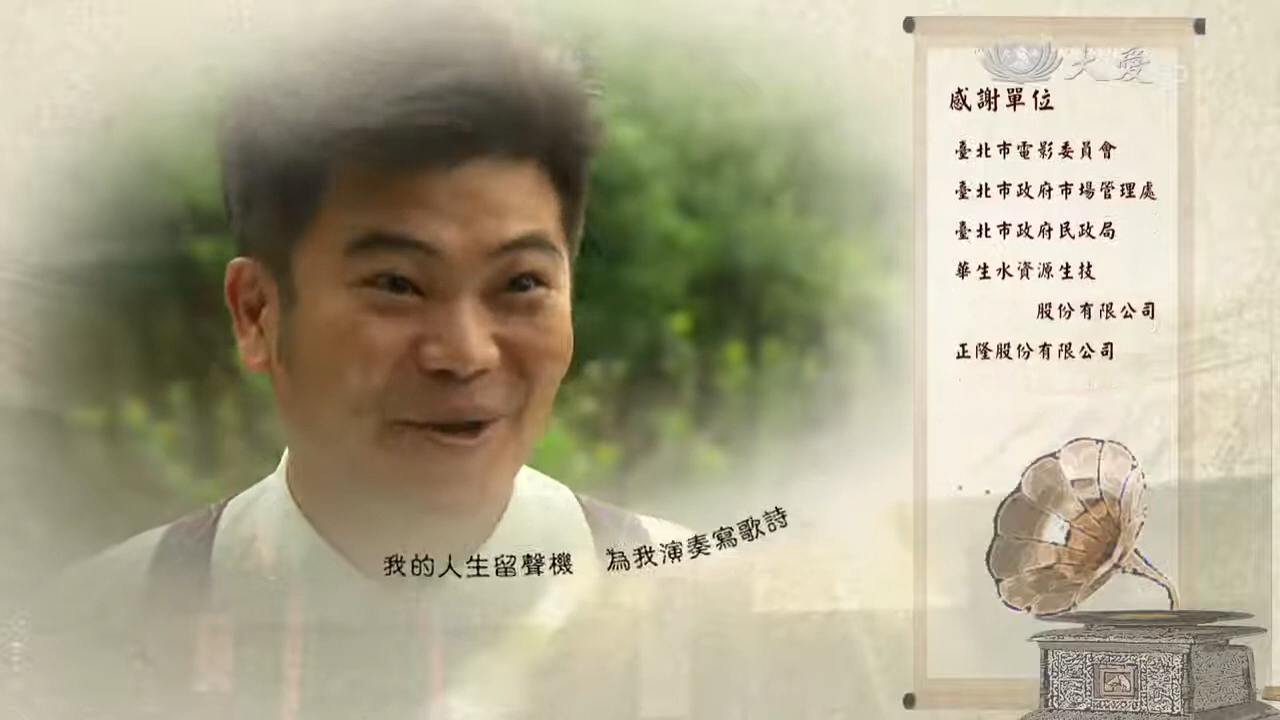 大愛
感謝單位
臺北市電影委員會
臺北市政府市場管理處
臺北市政府民政局
華生水資源生技
股份有限公司
正隆股份有限公司
我的人生留聲機 為我演奏寫歌詩